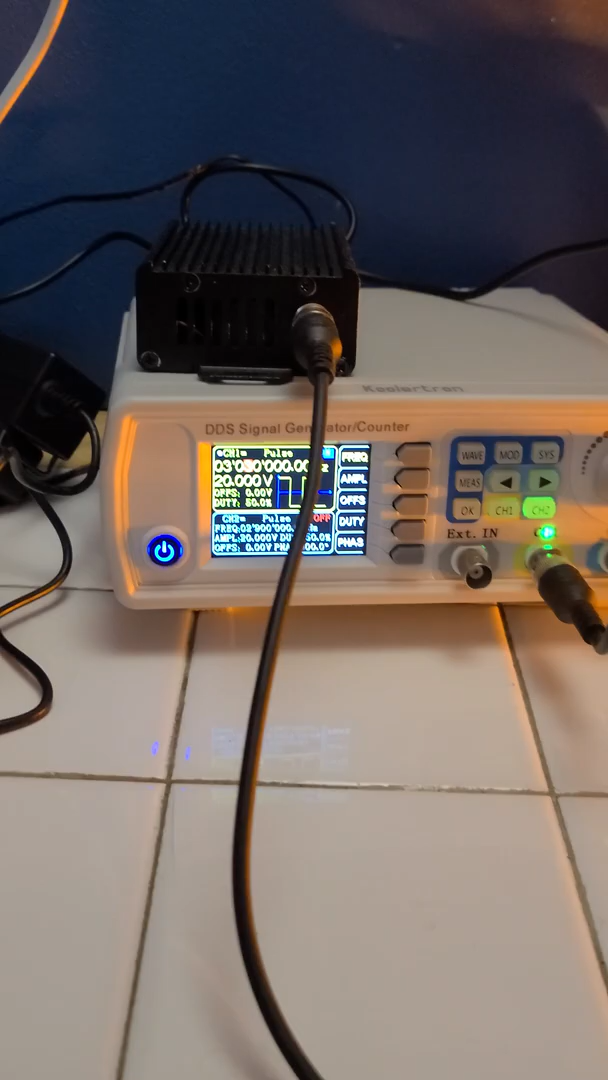 Koolertron
DDS Signal Generator/Counter
CH1= Pulse
03'030'000.00
20.000V
OFFS: 0.00V
DUTY: 50.0%
CH2= Pulse OFF
FREQ:02'900'000.
AMPL:20.000V
OFFS: 0.00V
FREQ
AMPL
OFFS
DUTY
PHAS
WAVE MOD SYS
MEAS ◀ ▶
OK CH1 CH2
Ext. IN